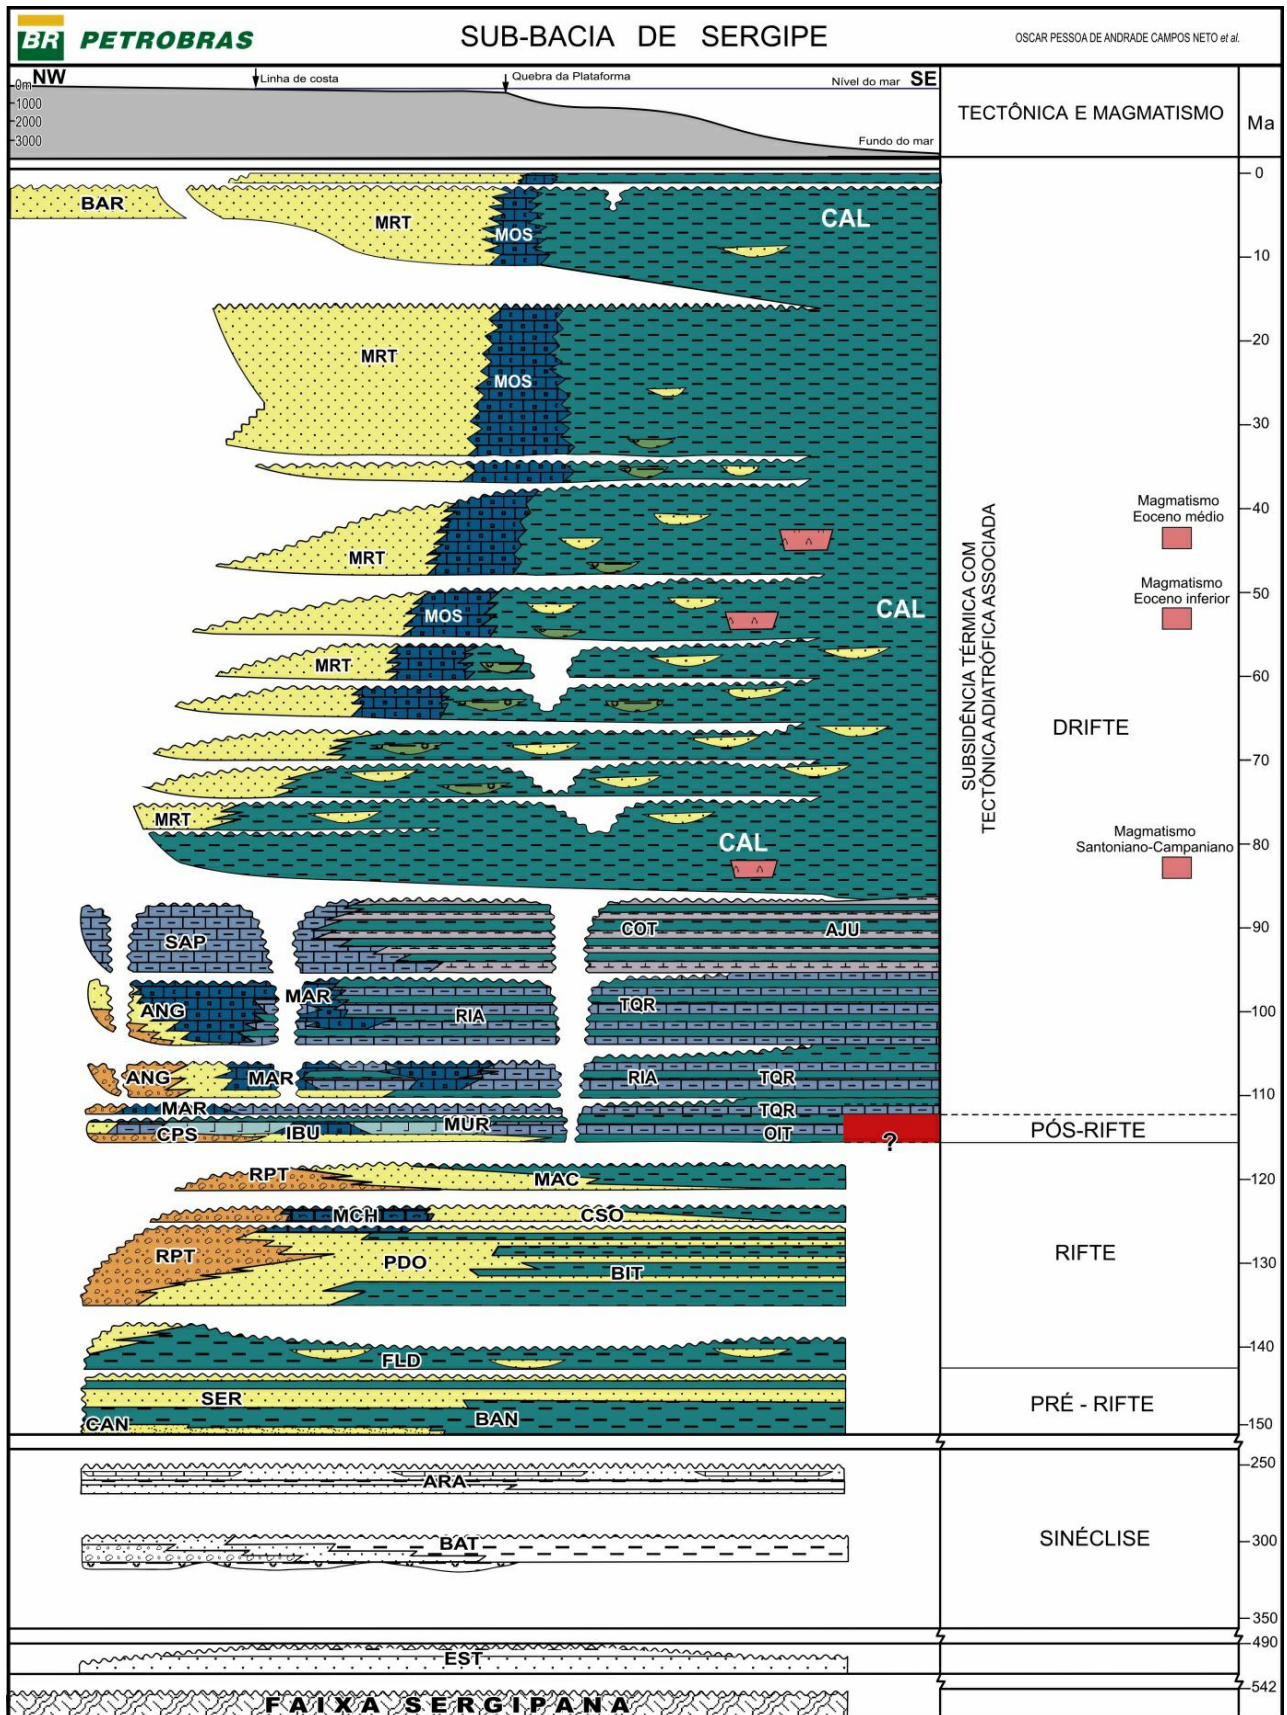 BR PETROBRAS
SUB-BACIA DE SERGIPE
OSCAR PESSOA DE ANDRADE CAMPOS NETO et al.
NW
Linha de costa
Quebra da Plataforma
Nível do mar
SE
0m
1000
2000
3000
Fundo do mar
TECTÔNICA E MAGMATISMO
Ma
0
BAR
MRT
MOS
CAL
10
MRT
MOS
20
30
40
Magmatismo
Eoceno médio
MRT
50
Magmatismo
Eoceno inferior
MOS
CAL
MRT
60
SUBSIDÊNCIA TÉRMICA COM
TECTÔNICA ADIATRÓFICA ASSOCIADA
DRIFTE
70
MRT
CAL
Magmatismo
Santoniano-Campaniano
80
SAP
COT
AJU
90
ANG
MAR
RIA
TQR
100
ANG
MAR
RIA
TQR
110
MAR
TQR
CPS
IBU
MUR
OIT
?
PÓS-RIFTE
RPT
MAC
120
MCH
CSO
RPT
PDO
BIT
RIFTE
130
FLD
140
SER
CAN
BAN
PRÉ - RIFTE
150
ARA
250
BAT
SINÉCLISE
300
350
EST
490
542
FAIXA SERGIPANA